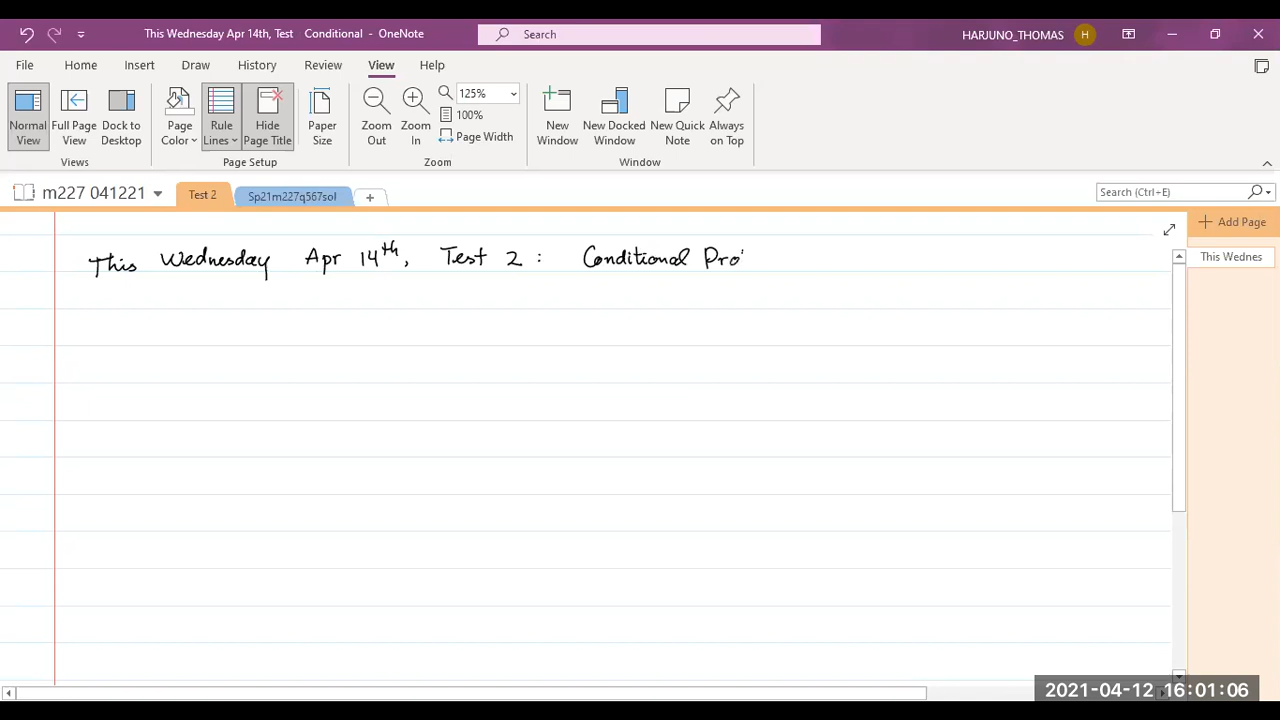 This Wednesday Apr 14th, Test Conditional - OneNote
Search
HARJUNO_THOMAS
H
File Home Insert Draw History Review View Help
Normal View
Full Page View
Dock to Desktop
Page Color
Rule Lines
Hide Page Title
Paper Size
Zoom Out
Zoom In
125%
100%
Page Width
New Window
New Docked Window
New Quick Note
Always on Top
Views
Page Setup
Zoom
Window
m227 041221
Test 2
Sp21m227q567sol
Search (Ctrl+E)
Add Page
This Wednes
This Wednesday Apr 14th, Test 2 : Conditional Pro
2021-04-12 16:01:06